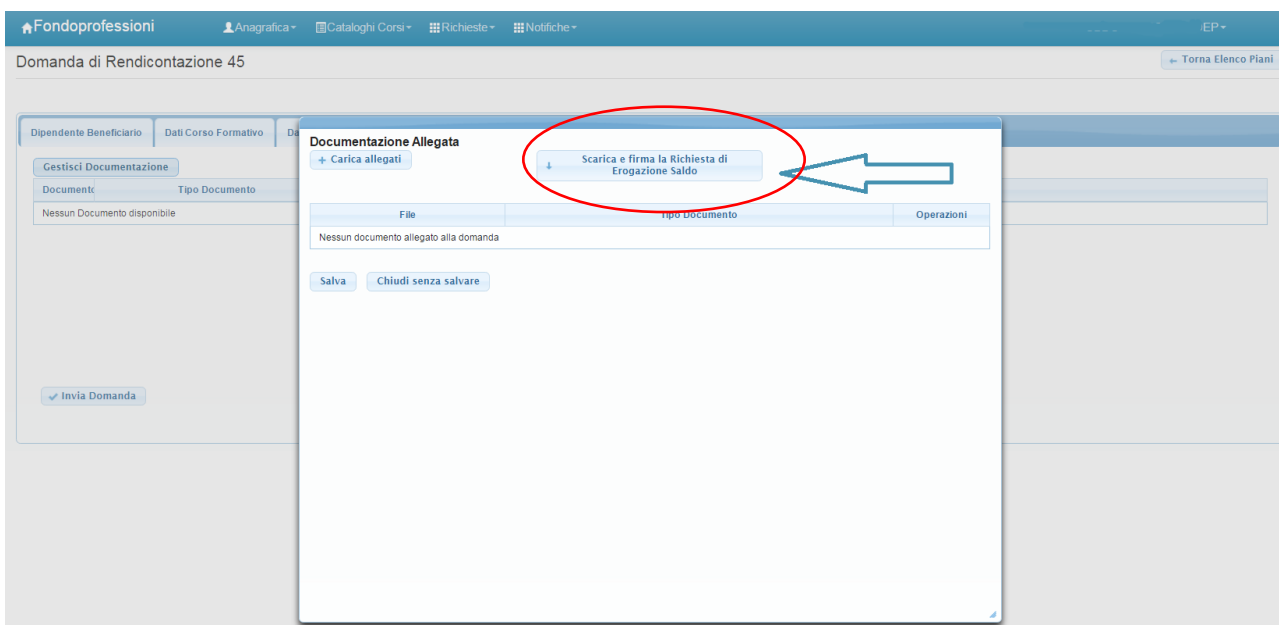 Fondoprofessioni Anagrafica Cataloghi Corsi Richieste Notifiche
Domanda di Rendicontazione 45
Torna Elenco Piani
Dipendente Beneficiario Dati Corso Formativo
Gestisci Documentazione
Tipo Documento
Nessun Documento disponibile
Invia Domanda
Documentazione Allegata
+ Carica allegati
Scarica e firma la Richiesta di
Erogazione Saldo
File Tipo Documento Operazioni
Nessun documento allegato alla domanda
Salva Chiudi senza salvare